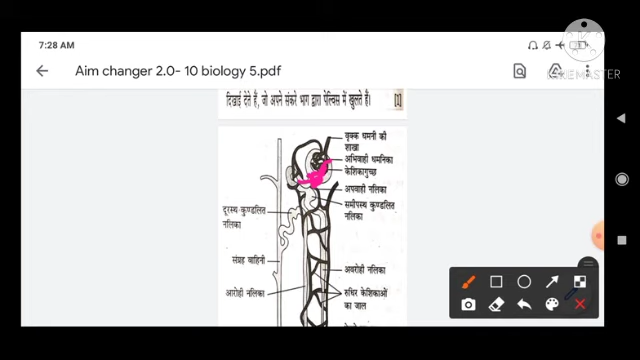 7:28 AM
Aim changer 2.0- 10 biology 5.pdf
दिखाई देते हैं, जो अपने संकरे भाग द्वारा पेल्विस में खुलते हैं।
वृक्क धमनी की
शाखा
अभिवाही धमनिका
केशिकागुच्छ
अपवाही नलिका
समीपस्थ कुण्डलित
नलिका
दूरस्थ कुण्डलित
नलिका
संग्रह वाहिनी
अवरोही नलिका
आरोही नलिका
रुधिर केशिकाओं
का जाल